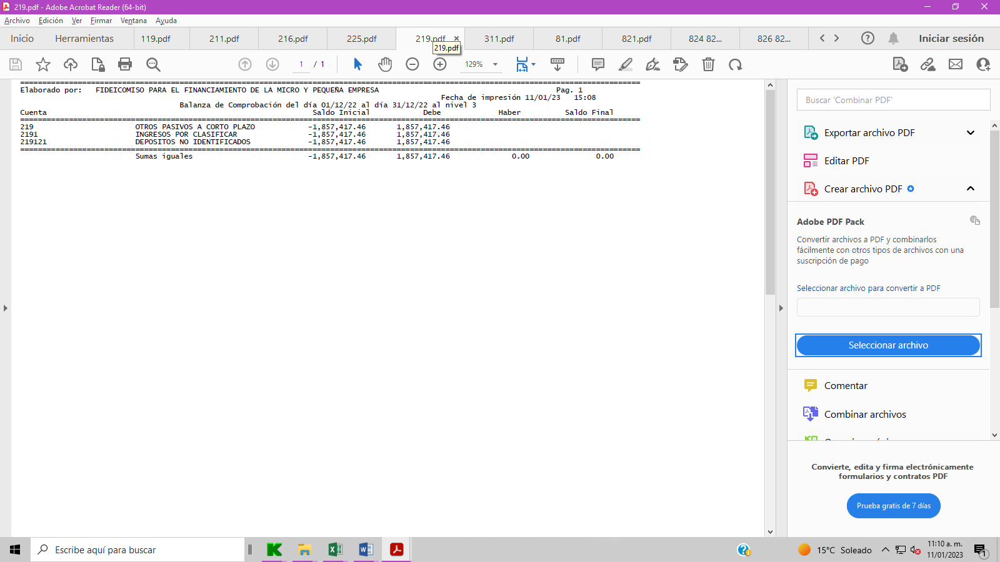 219.pdf - Adobe Acrobat Reader (64-bit)
Archivo Edición Ver Firmar Ventana Ayuda
Inicio Herramientas 119.pdf 211.pdf 216.pdf 225.pdf 219.pdf 311.pdf 81.pdf 821.pdf 824 82... 826 82... Iniciar sesión
219.pdf
1 / 1 129%
Elaborado por: FIDEICOMISO PARA EL FINANCIAMIENTO DE LA MICRO Y PEQUEÑA EMPRESA Pag. 1
Fecha de impresión 11/01/23 15:08
Balanza de Comprobación del día 01/12/22 al día 31/12/22 al nivel 3
Cuenta Saldo Inicial Debe Haber Saldo Final
219 OTROS PASIVOS A CORTO PLAZO -1,857,417.46 1,857,417.46
2191 INGRESOS POR CLASIFICAR -1,857,417.46 1,857,417.46
219121 DEPOSITOS NO IDENTIFICADOS -1,857,417.46 1,857,417.46
Sumas iguales -1,857,417.46 1,857,417.46 0.00 0.00
Buscar 'Combinar PDF'
Exportar archivo PDF
Editar PDF
Crear archivo PDF
Adobe PDF Pack
Convertir archivos a PDF y combinarlos
fácilmente con otros tipos de archivos con una
suscripción de pago
Seleccionar archivo para convertir a PDF
Seleccionar archivo
Comentar
Combinar archivos
Convierte, edita y firma electrónicamente
formularios y contratos PDF
Prueba gratis de 7 días
Escribe aquí para buscar
15°C Soleado
11:10 a. m.
11/01/2023
1